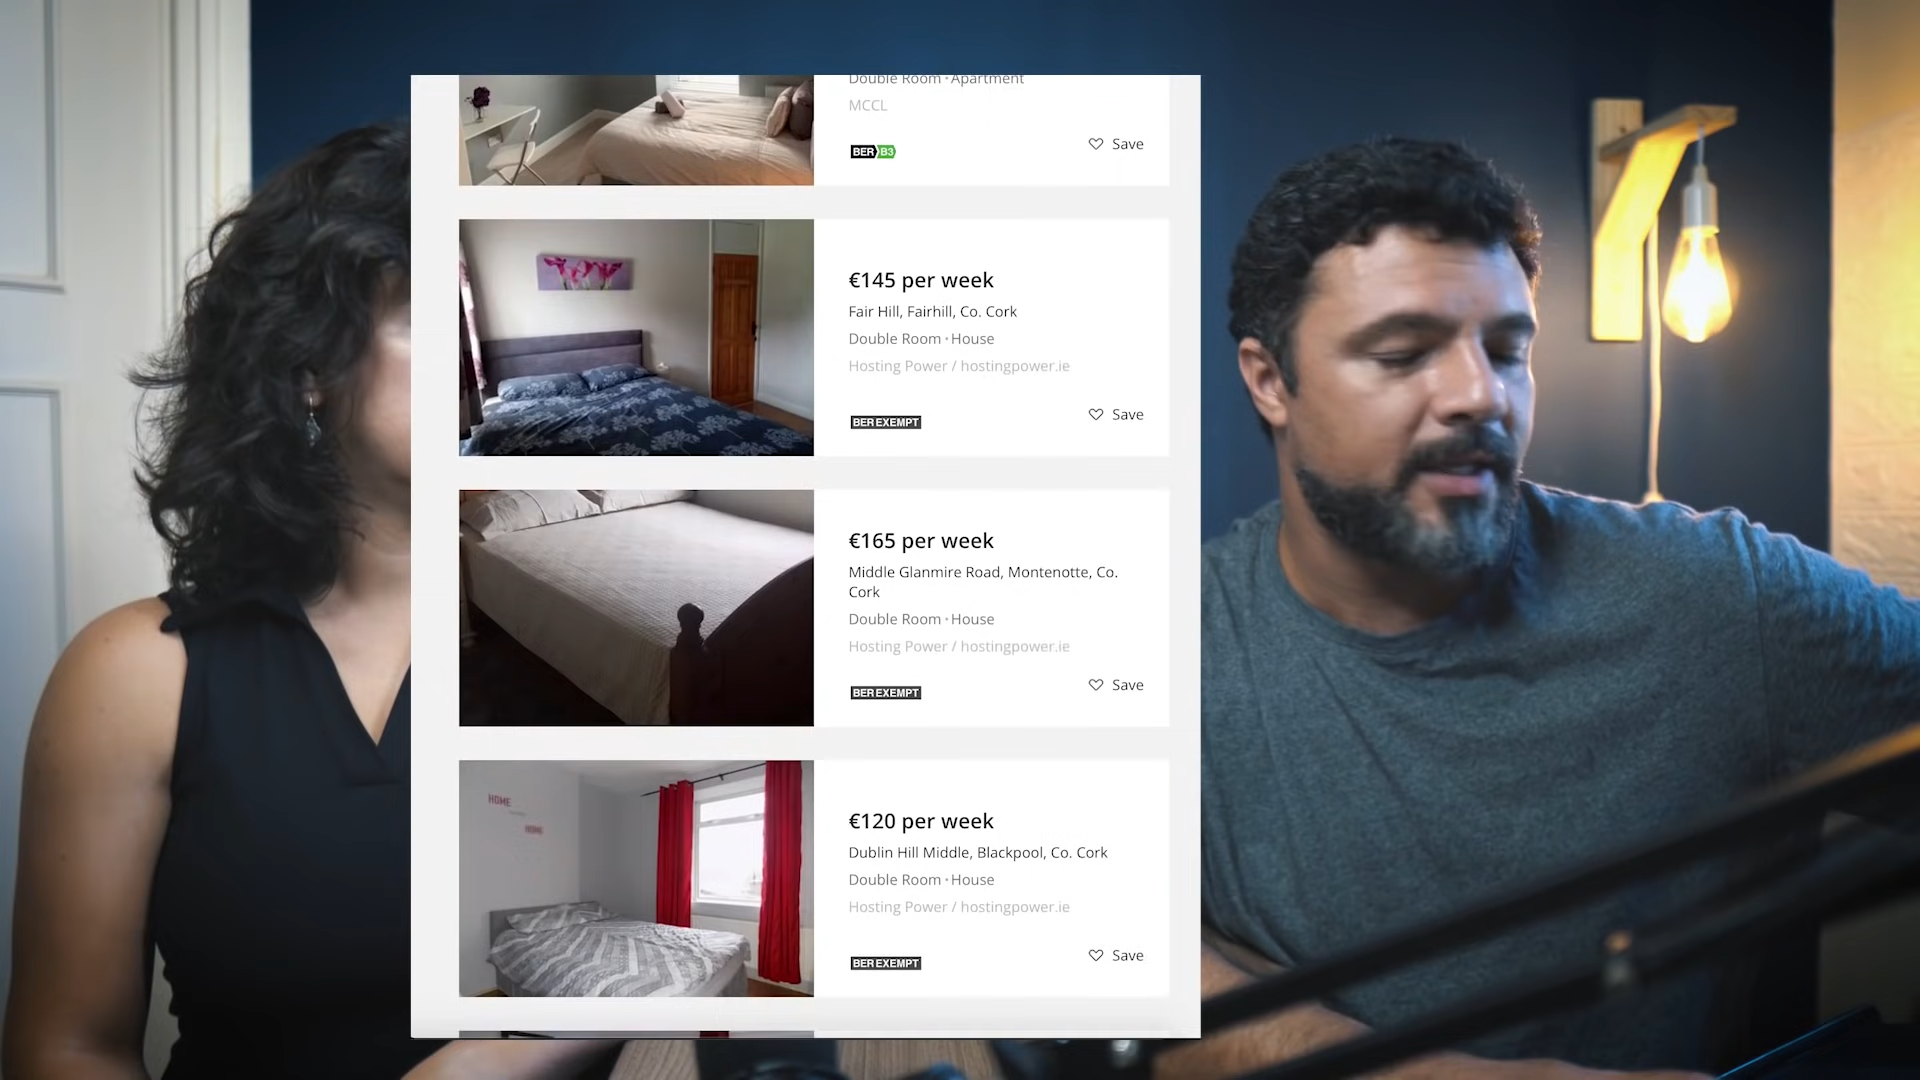 Double Room • Apartment
MCCL
BER B3
Save
€145 per week
Fair Hill, Fairhill, Co. Cork
Double Room • House
Hosting Power / hostingpower.ie
BER EXEMPT
Save
€165 per week
Middle Glanmire Road, Montenotte, Co.
Cork
Double Room • House
Hosting Power / hostingpower.ie
BER EXEMPT
Save
HOME
HOME
€120 per week
Dublin Hill Middle, Blackpool, Co. Cork
Double Room • House
Hosting Power / hostingpower.ie
BER EXEMPT
Save